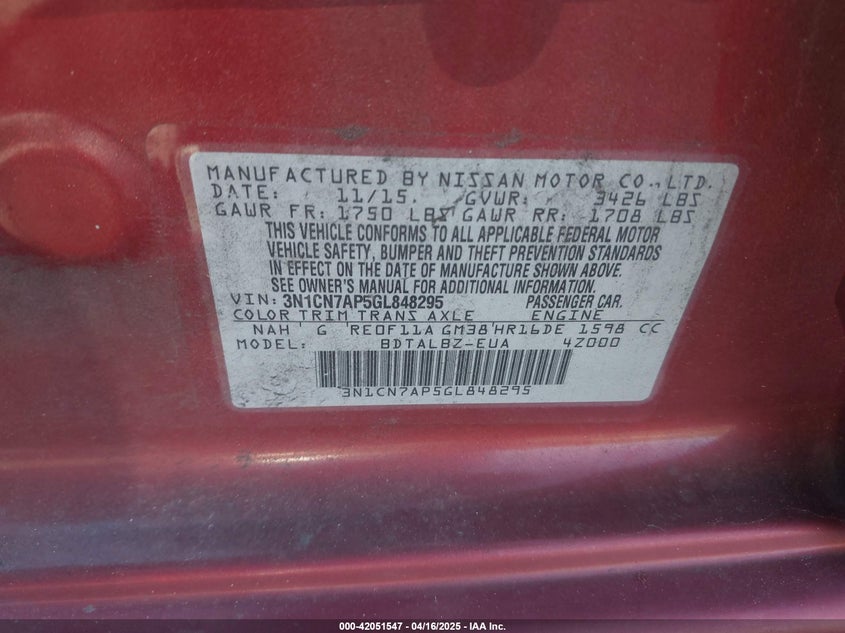 MANUFACTURED BY NISSAN MOTOR CO., LTD.
DATE: 11/15. GVWR: 3426 LBS
GAWR FR: 1750 LBS GAWR RR: 1708 LBS
THIS VEHICLE CONFORMS TO ALL APPLICABLE FEDERAL MOTOR
VEHICLE SAFETY, BUMPER AND THEFT PREVENTION STANDARDS
IN EFFECT ON THE DATE OF MANUFACTURE SHOWN ABOVE.
SEE OWNER'S MANUAL FOR ADDITIONAL INFORMATION.
VIN: 3N1CN7AP5GL848295 PASSENGER CAR.
COLOR TRIM TRANS AXLE ENGINE
NAH G RE0F11A GM38 HR16DE 1598 CC
MODEL: BDTALBZ-EUA 4Z000
3N1CN7AP5GL848295
000-42051547 - 04/16/2025 - IAA Inc.